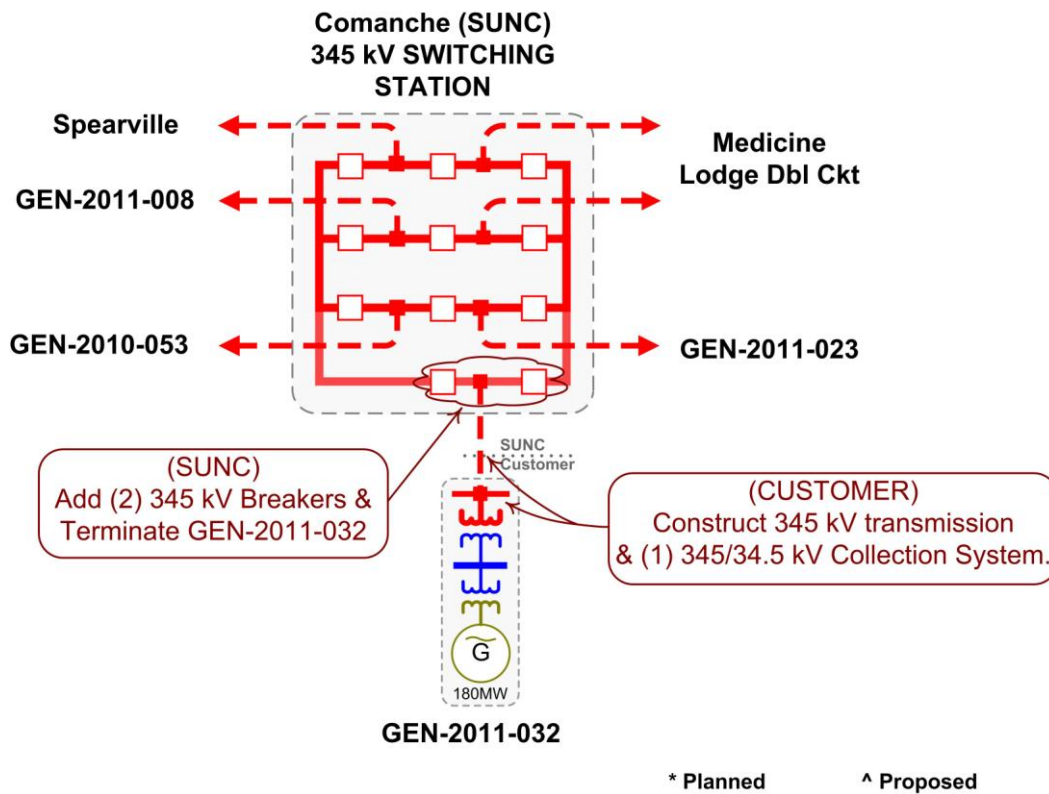 Comanche (SUNC)
345 kV SWITCHING
STATION
Spearville
Medicine
Lodge Dbl Ckt
GEN-2011-008
GEN-2010-053
GEN-2011-023
SUNC
Customer
(SUNC)
Add (2) 345 kV Breakers &
Terminate GEN-2011-032
(CUSTOMER)
Construct 345 kV transmission
& (1) 345/34.5 kV Collection System.
G
180MW
GEN-2011-032
* Planned
^ Proposed